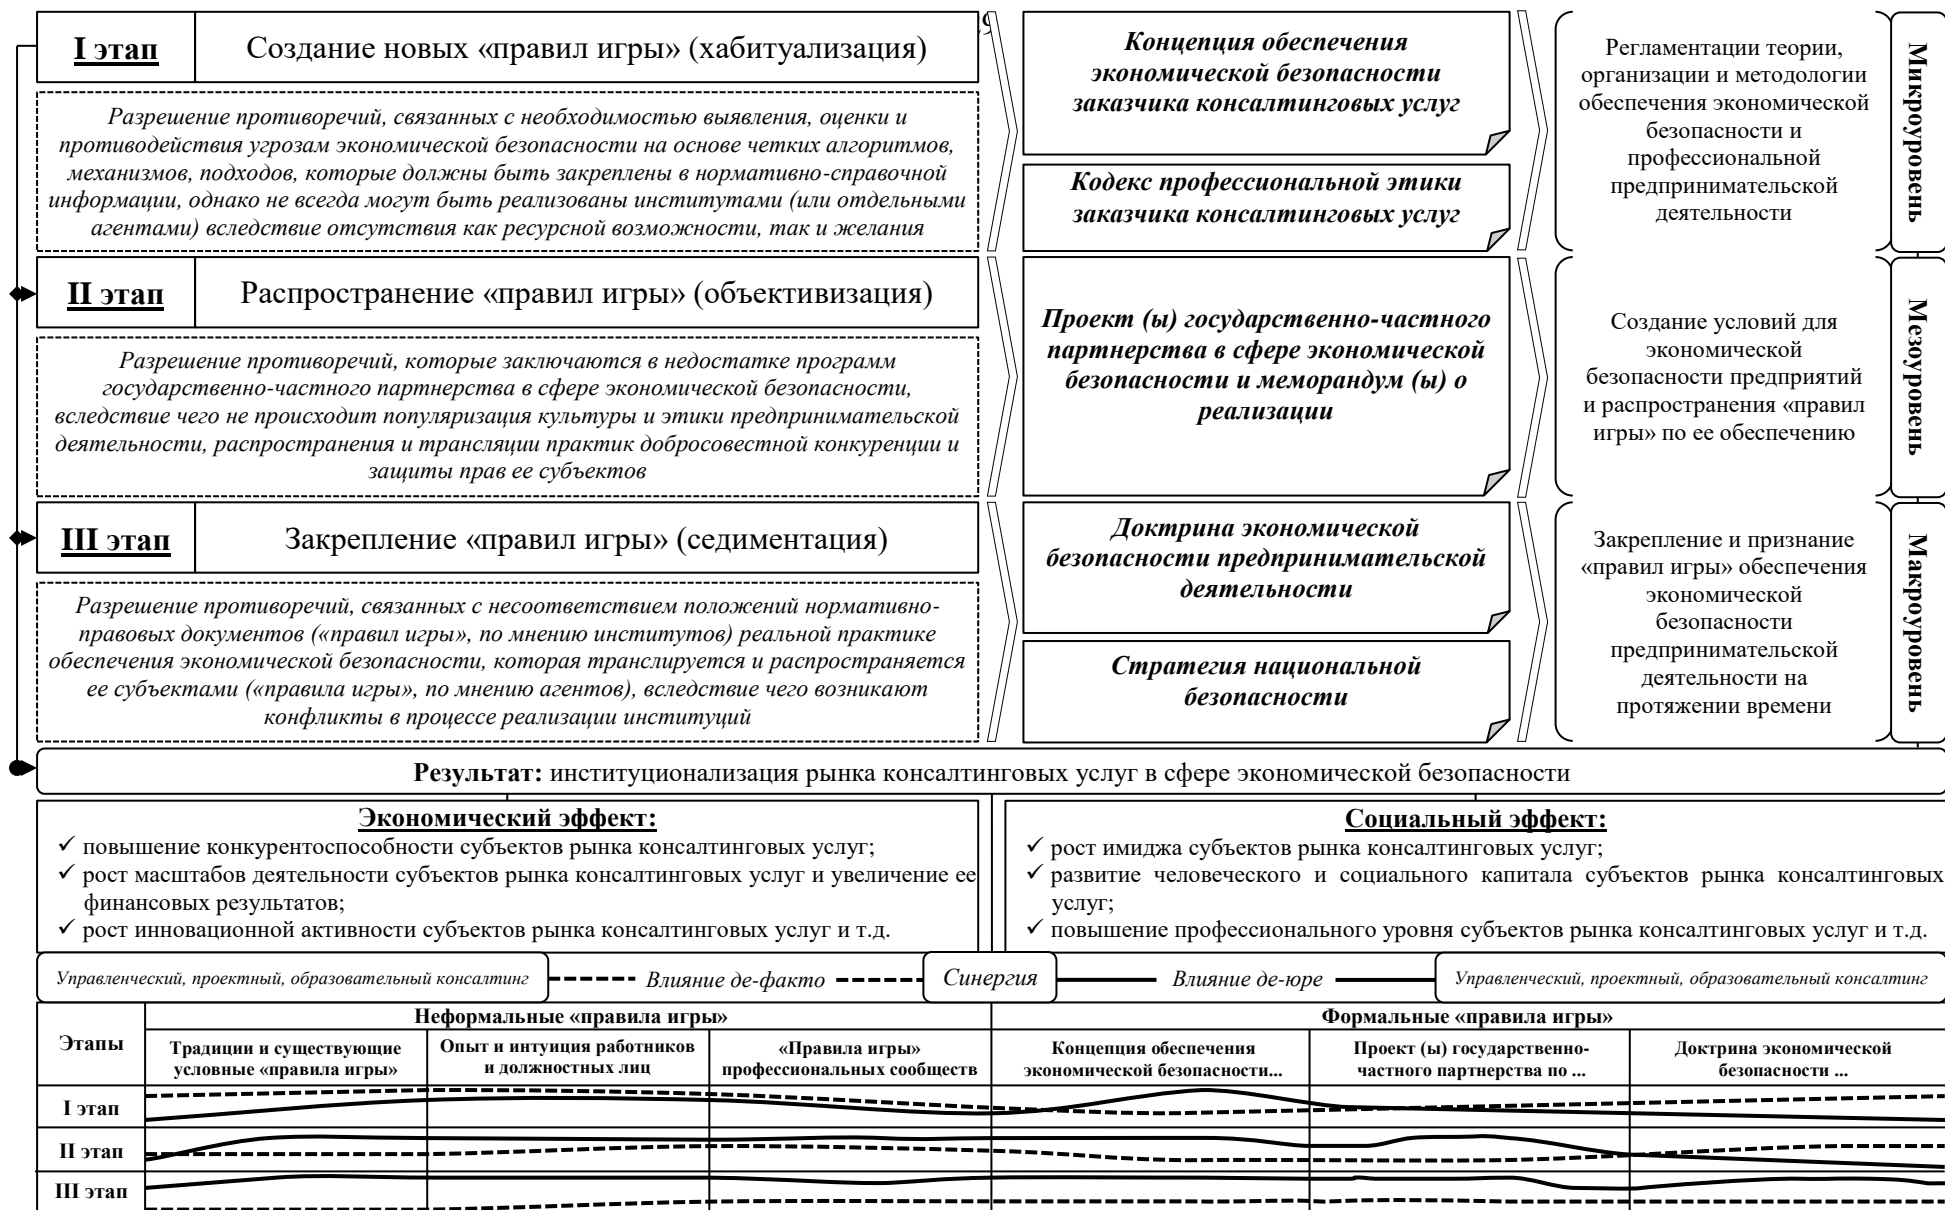 9
I этап
Создание новых «правил игры» (хабитуализация)
Разрешение противоречий, связанных с необходимостью выявления, оценки и
противодействия угрозам экономической безопасности на основе четких алгоритмов,
механизмов, подходов, которые должны быть закреплены в нормативно-справочной
информации, однако не всегда могут быть реализованы институтами (или отдельными
агентами) вследствие отсутствия как ресурсной возможности, так и желания
Концепция обеспечения
экономической безопасности
заказчика консалтинговых услуг
Кодекс профессиональной этики
заказчика консалтинговых услуг
Регламентации теории,
организации и методологии
обеспечения экономической
безопасности и
профессиональной
предпринимательской
деятельности
Микроуровень
II этап
Распространение «правил игры» (объективизация)
Разрешение противоречий, которые заключаются в недостатке программ
государственно-частного партнерства в сфере экономической безопасности,
вследствие чего не происходит популяризация культуры и этики предпринимательской
деятельности, распространения и трансляции практик добросовестной конкуренции и
защиты прав ее субъектов
Проект (ы) государственно-частного
партнерства в сфере экономической
безопасности и меморандум (ы) о
реализации
Создание условий для
экономической
безопасности предприятий
и распространения «правил
игры» по ее обеспечению
Мезоуровень
III этап
Закрепление «правил игры» (седиментация)
Разрешение противоречий, связанных с несоответствием положений нормативно-
правовых документов («правил игры», по мнению институтов) реальной практике
обеспечения экономической безопасности, которая транслируется и распространяется
ее субъектами («правила игры», по мнению агентов), вследствие чего возникают
конфликты в процессе реализации институций
Доктрина экономической
безопасности предпринимательской
деятельности
Стратегия национальной
безопасности
Закрепление и признание
«правил игры» обеспечения
экономической
безопасности
предпринимательской
деятельности на
протяжении времени
Макроуровень
Результат: институционализация рынка консалтинговых услуг в сфере экономической безопасности
Экономический эффект:
✓ повышение конкурентоспособности субъектов рынка консалтинговых услуг;
✓ рост масштабов деятельности субъектов рынка консалтинговых услуг и увеличение ее
финансовых результатов;
✓ рост инновационной активности субъектов рынка консалтинговых услуг и т.д.
Социальный эффект:
✓ рост имиджа субъектов рынка консалтинговых услуг;
✓ развитие человеческого и социального капитала субъектов рынка консалтинговых
услуг;
✓ повышение профессионального уровня субъектов рынка консалтинговых услуг и т.д.
Управленческий, проектный, образовательный консалтинг
Влияние де-факто
Синергия
Влияние де-юре
Управленческий, проектный, образовательный консалтинг
Этапы
Неформальные «правила игры»
Формальные «правила игры»
Традиции и существующие
условные «правила игры»
Опыт и интуиция работников
и должностных лиц
«Правила игры»
профессиональных сообществ
Концепция обеспечения
экономической безопасности...
Проект (ы) государственно-
частного партнерства по ...
Доктрина экономической
безопасности ...
I этап
II этап
III этап